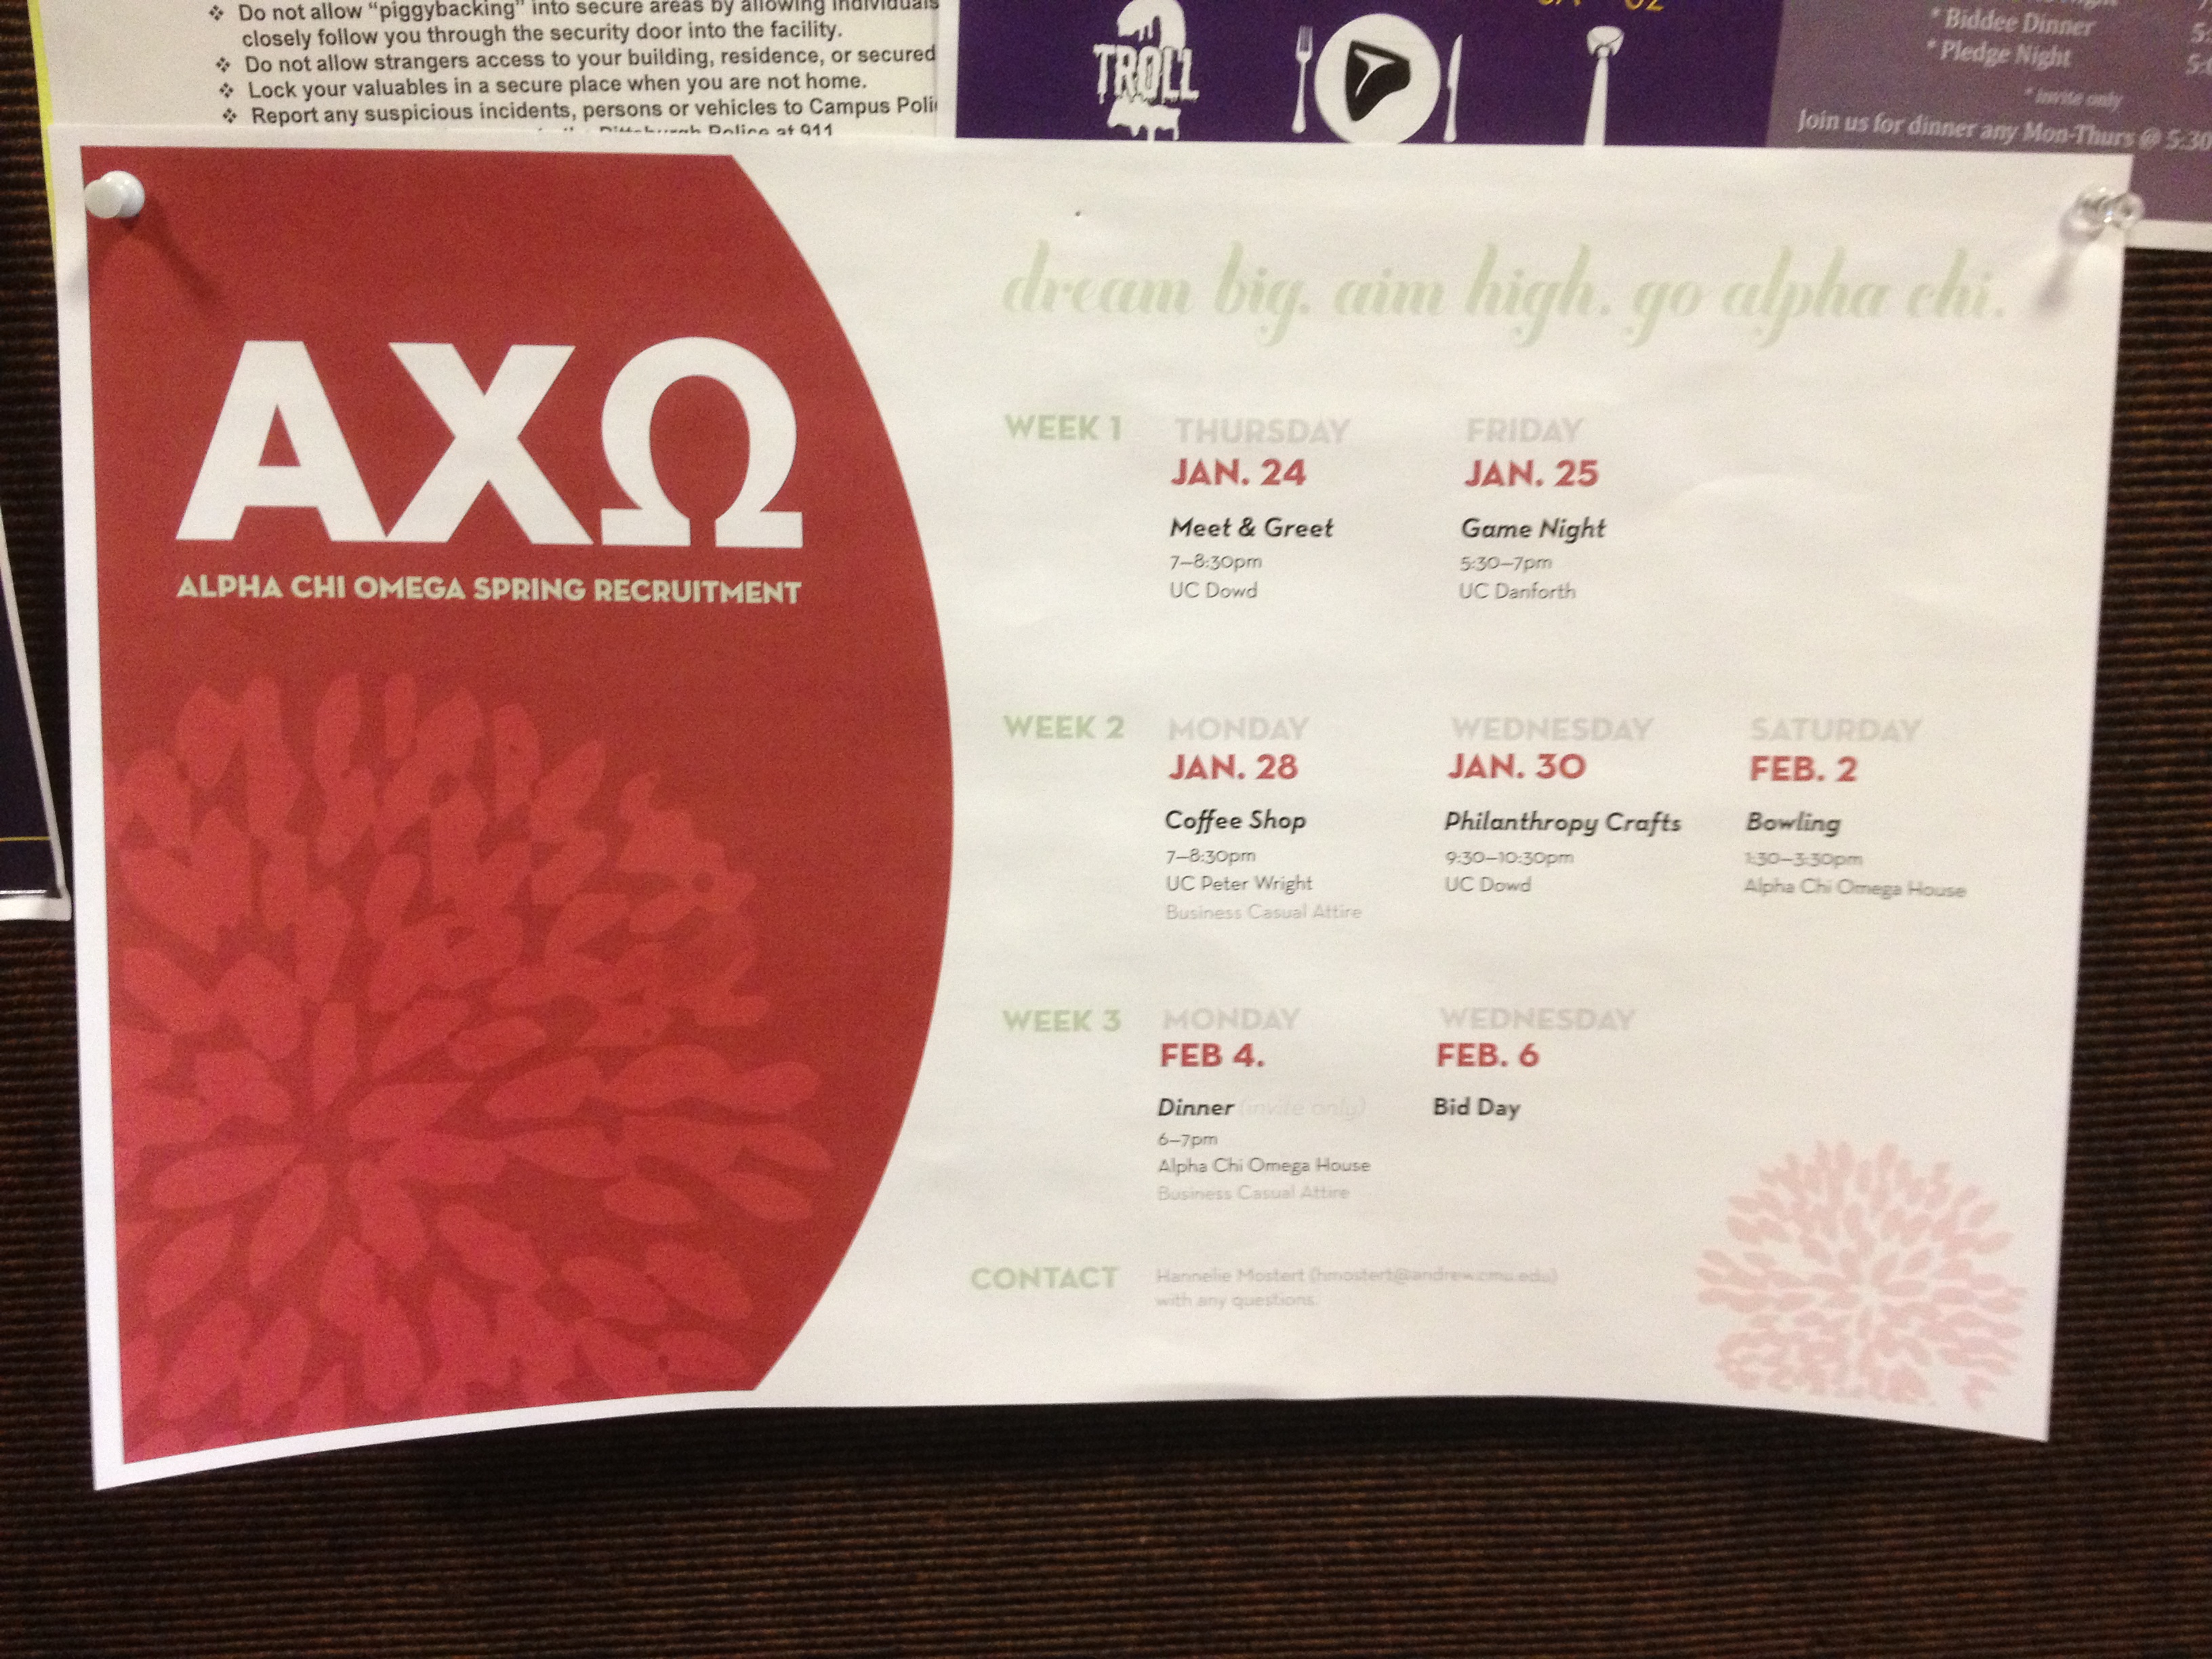 ❖ Do not allow "piggybacking" into secure areas by allowing individuals
closely follow you through the security door into the facility.
❖ Do not allow strangers access to your building, residence, or secured
❖ Lock your valuables in a secure place when you are not home.
❖ Report any suspicious incidents, persons or vehicles to Campus
Pittsburgh Police at 911
TROLL
* Biddee Dinner
* Pledge Night
* invite only
Join us for dinner any Mon-Thurs @ 5:30
ΑΧΩ
ALPHA CHI OMEGA SPRING RECRUITMENT
dream big. aim high. go alpha chi.
WEEK 1
THURSDAY
JAN. 24
Meet & Greet
7–8:30pm
UC Dowd
FRIDAY
JAN. 25
Game Night
5:30–7pm
UC Danforth
WEEK 2
MONDAY
JAN. 28
Coffee Shop
7–8:30pm
UC Peter Wright
Business Casual Attire
WEDNESDAY
JAN. 30
Philanthropy Crafts
9:30–10:30pm
UC Dowd
SATURDAY
FEB. 2
Bowling
1:30–3:30pm
Alpha Chi Omega House
WEEK 3
MONDAY
FEB 4.
Dinner (invite only)
6–7pm
Alpha Chi Omega House
Business Casual Attire
WEDNESDAY
FEB. 6
Bid Day
CONTACT
Hannelie Mostert (hmostert@andrew.cmu.edu)
with any questions.